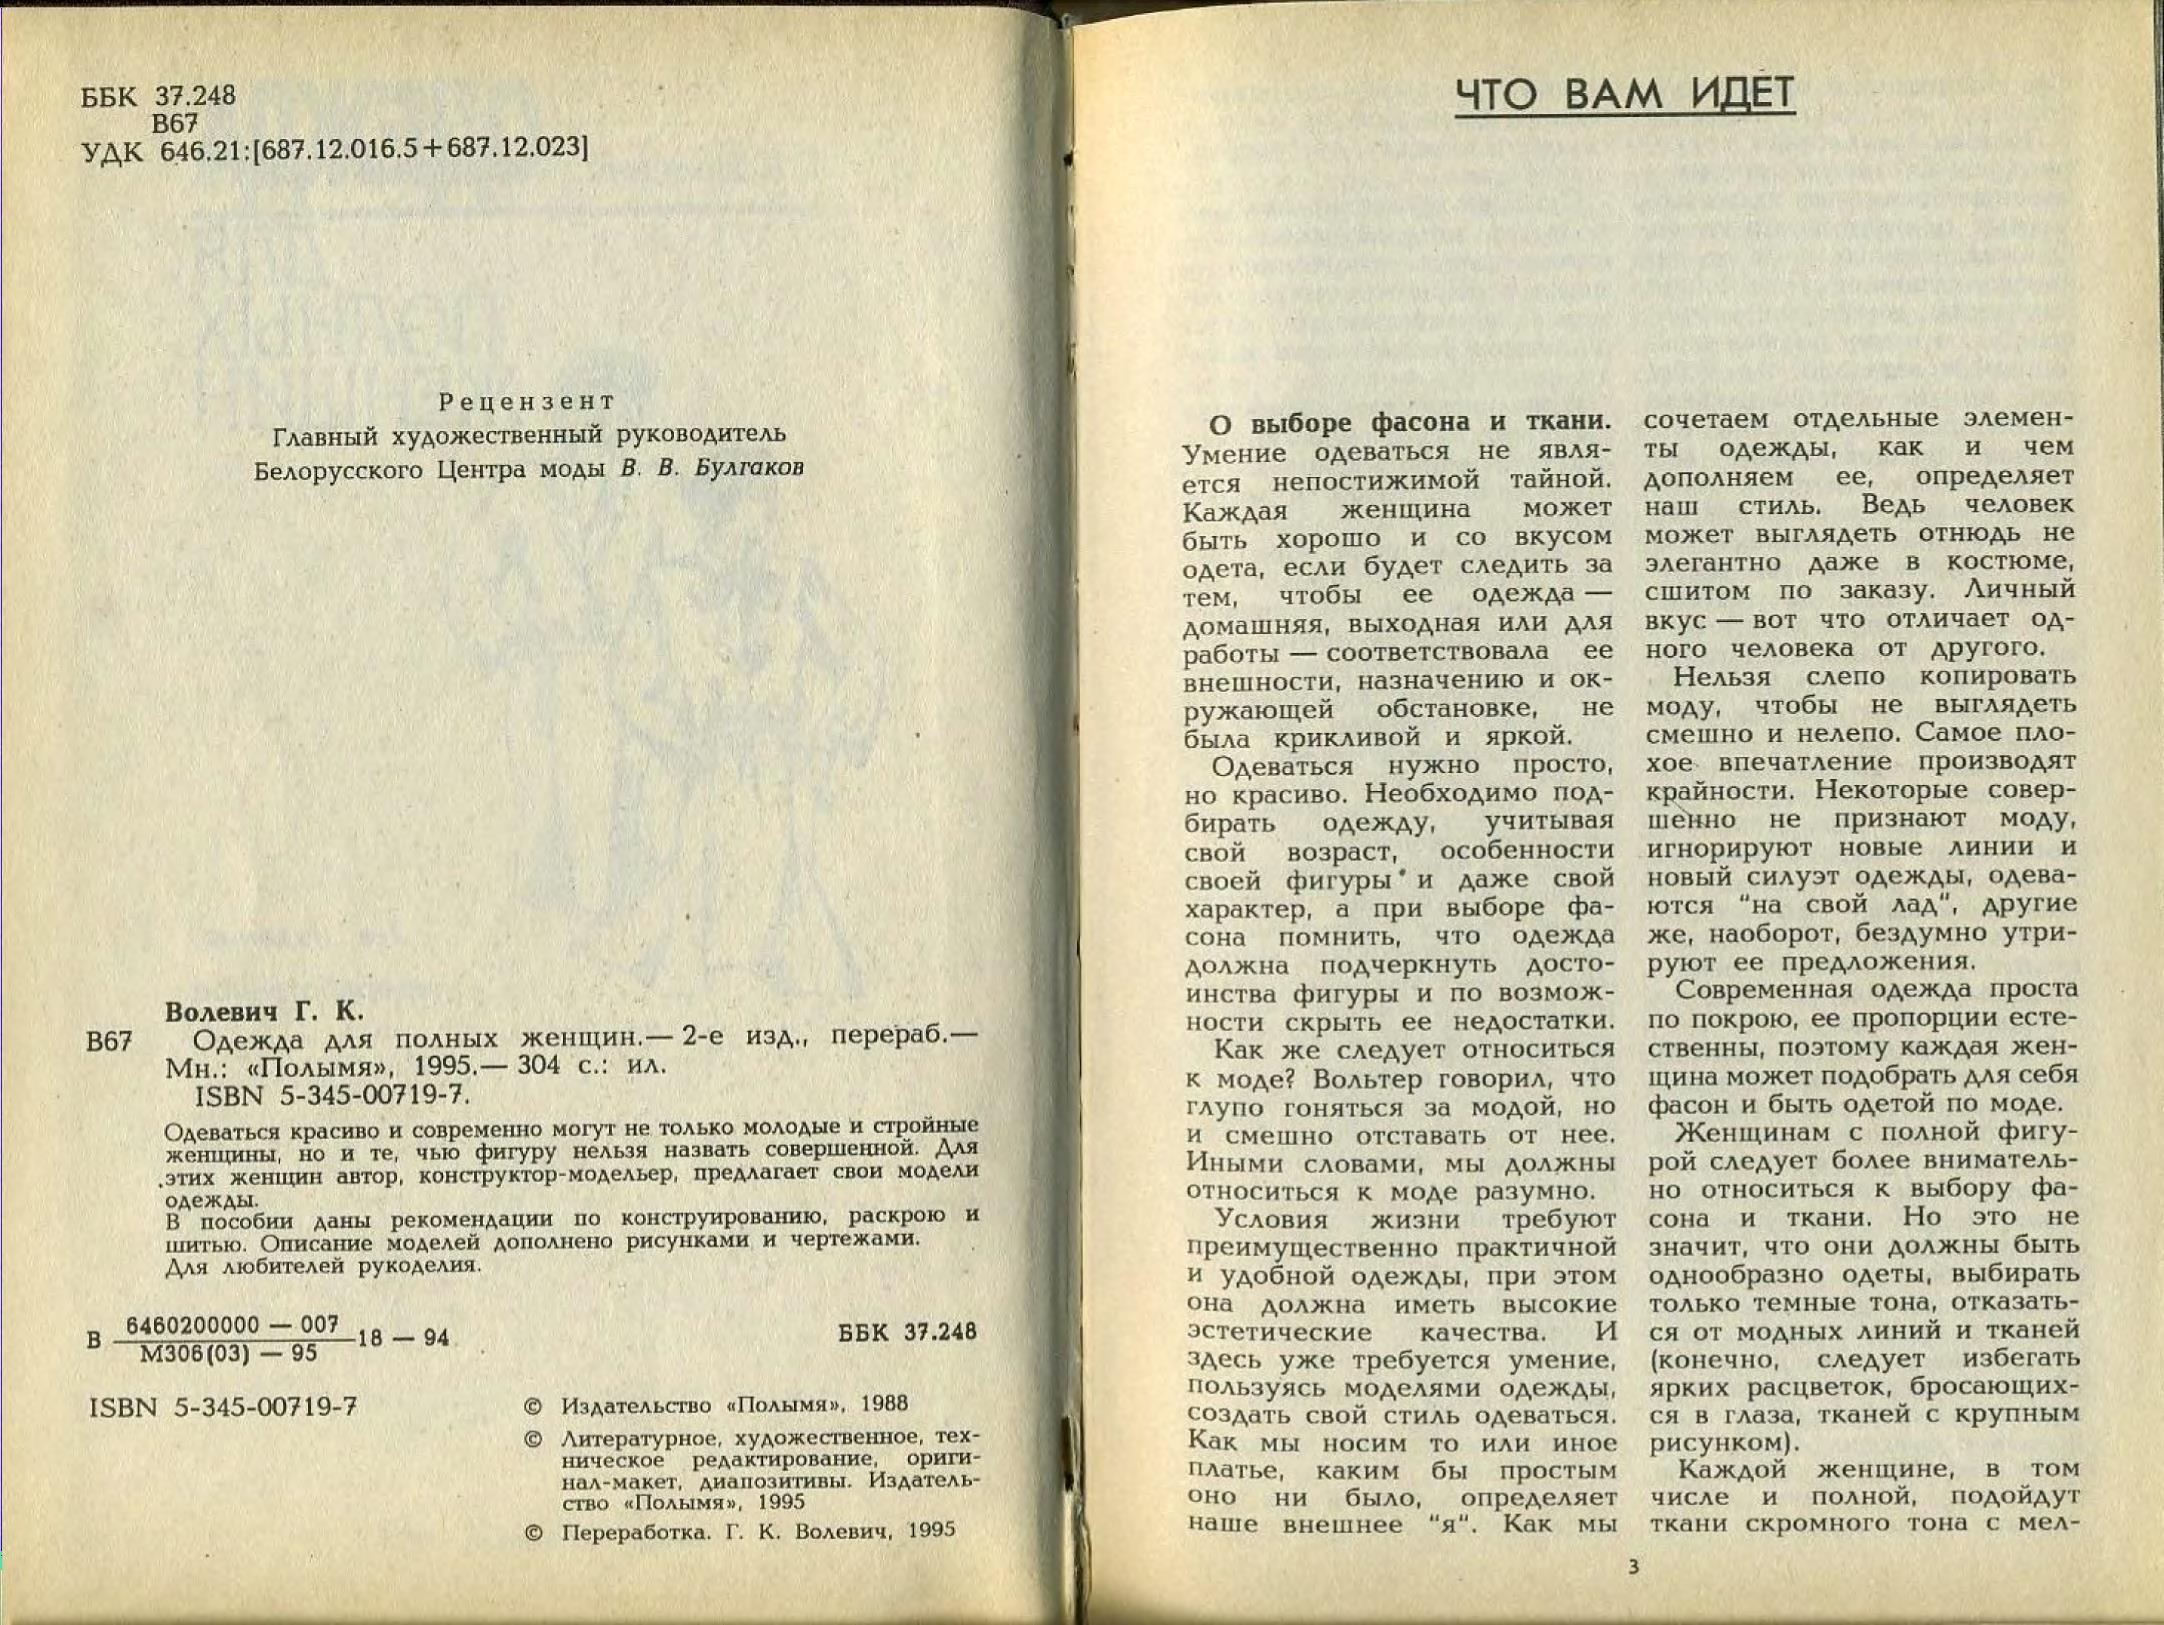 ББК 37.248
В67
УДК 646.21:[687.12.016.5+687.12.023]
Рецензент
Главный художественный руководитель
Белорусского Центра моды В. В. Булгаков
Волевич Г. К.
В67 Одежда для полных женщин.— 2-е изд., перераб.—
Мн.: «Полымя», 1995.— 304 с.: ил.
ISBN 5-345-00719-7.
Одеваться красиво и современно могут не только молодые и стройные
женщины, но и те, чью фигуру нельзя назвать совершенной. Для
этих женщин автор, конструктор-модельер, предлагает свои модели
одежды.
В пособии даны рекомендации по конструированию, раскрою и
шитью. Описание моделей дополнено рисунками и чертежами.
Для любителей рукоделия.
6460200000 — 007
В 18 — 94
М306(03) — 95
ББК 37.248
ISBN 5-345-00719-7
© Издательство «Полымя», 1988
© Литературное, художественное, тех-
ническое редактирование, ориги-
нал-макет, диапозитивы. Издатель-
ство «Полымя», 1995
© Переработка. Г. К. Волевич, 1995
ЧТО ВАМ ИДЕТ
О выборе фасона и ткани.
Умение одеваться не явля-
ется непостижимой тайной.
Каждая женщина может
быть хорошо и со вкусом
одета, если будет следить за
тем, чтобы ее одежда —
домашняя, выходная или для
работы — соответствовала ее
внешности, назначению и ок-
ружающей обстановке, не
была крикливой и яркой.
Одеваться нужно просто,
но красиво. Необходимо под-
бирать одежду, учитывая
свой возраст, особенности
своей фигуры и даже свой
характер, а при выборе фа-
сона помнить, что одежда
должна подчеркнуть досто-
инства фигуры и по возмож-
ности скрыть ее недостатки.
Как же следует относиться
к моде? Вольтер говорил, что
глупо гоняться за модой, но
и смешно отставать от нее.
Иными словами, мы должны
относиться к моде разумно.
Условия жизни требуют
преимущественно практичной
и удобной одежды, при этом
она должна иметь высокие
эстетические качества. И
здесь уже требуется умение,
пользуясь моделями одежды,
создать свой стиль одеваться.
Как мы носим то или иное
платье, каким бы простым
оно ни было, определяет
наше внешнее "я". Как мы
сочетаем отдельные элемен-
ты одежды, как и чем
дополняем ее, определяет
наш стиль. Ведь человек
может выглядеть отнюдь не
элегантно даже в костюме,
сшитом по заказу. Личный
вкус — вот что отличает од-
ного человека от другого.
Нельзя слепо копировать
моду, чтобы не выглядеть
смешно и нелепо. Самое пло-
хое впечатление производят
крайности. Некоторые совер-
шенно не признают моду,
игнорируют новые линии и
новый силуэт одежды, одева-
ются "на свой лад", другие
же, наоборот, бездумно утри-
руют ее предложения.
Современная одежда проста
по покрою, ее пропорции есте-
ственны, поэтому каждая жен-
щина может подобрать для себя
фасон и быть одетой по моде.
Женщинам с полной фигу-
рой следует более вниматель-
но относиться к выбору фа-
сона и ткани. Но это не
значит, что они должны быть
однообразно одеты, выбирать
только темные тона, отказать-
ся от модных линий и тканей
(конечно, следует избегать
ярких расцветок, бросающих-
ся в глаза, тканей с крупным
рисунком).
Каждой женщине, в том
числе и полной, подойдут
ткани скромного тона с мел-
3